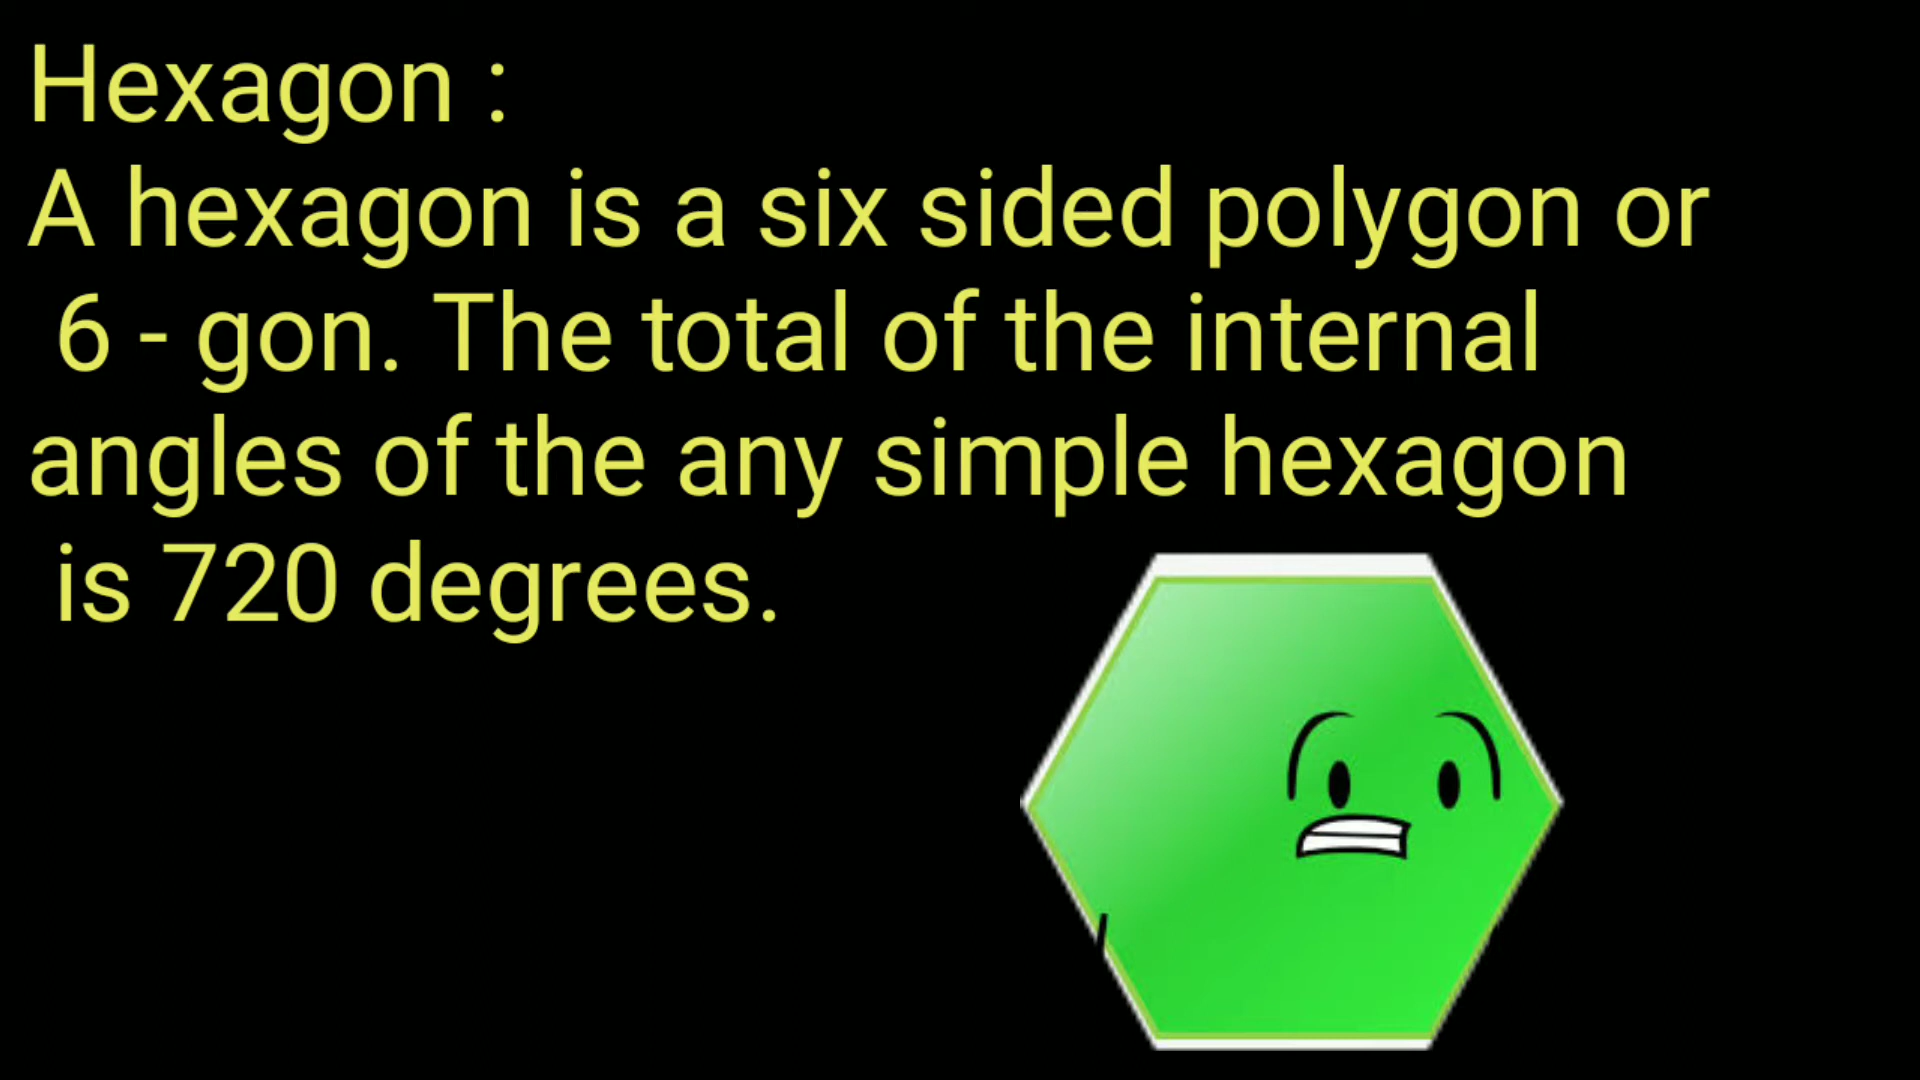 Hexagon :
A hexagon is a six sided polygon or
6 - gon. The total of the internal
angles of the any simple hexagon
is 720 degrees.